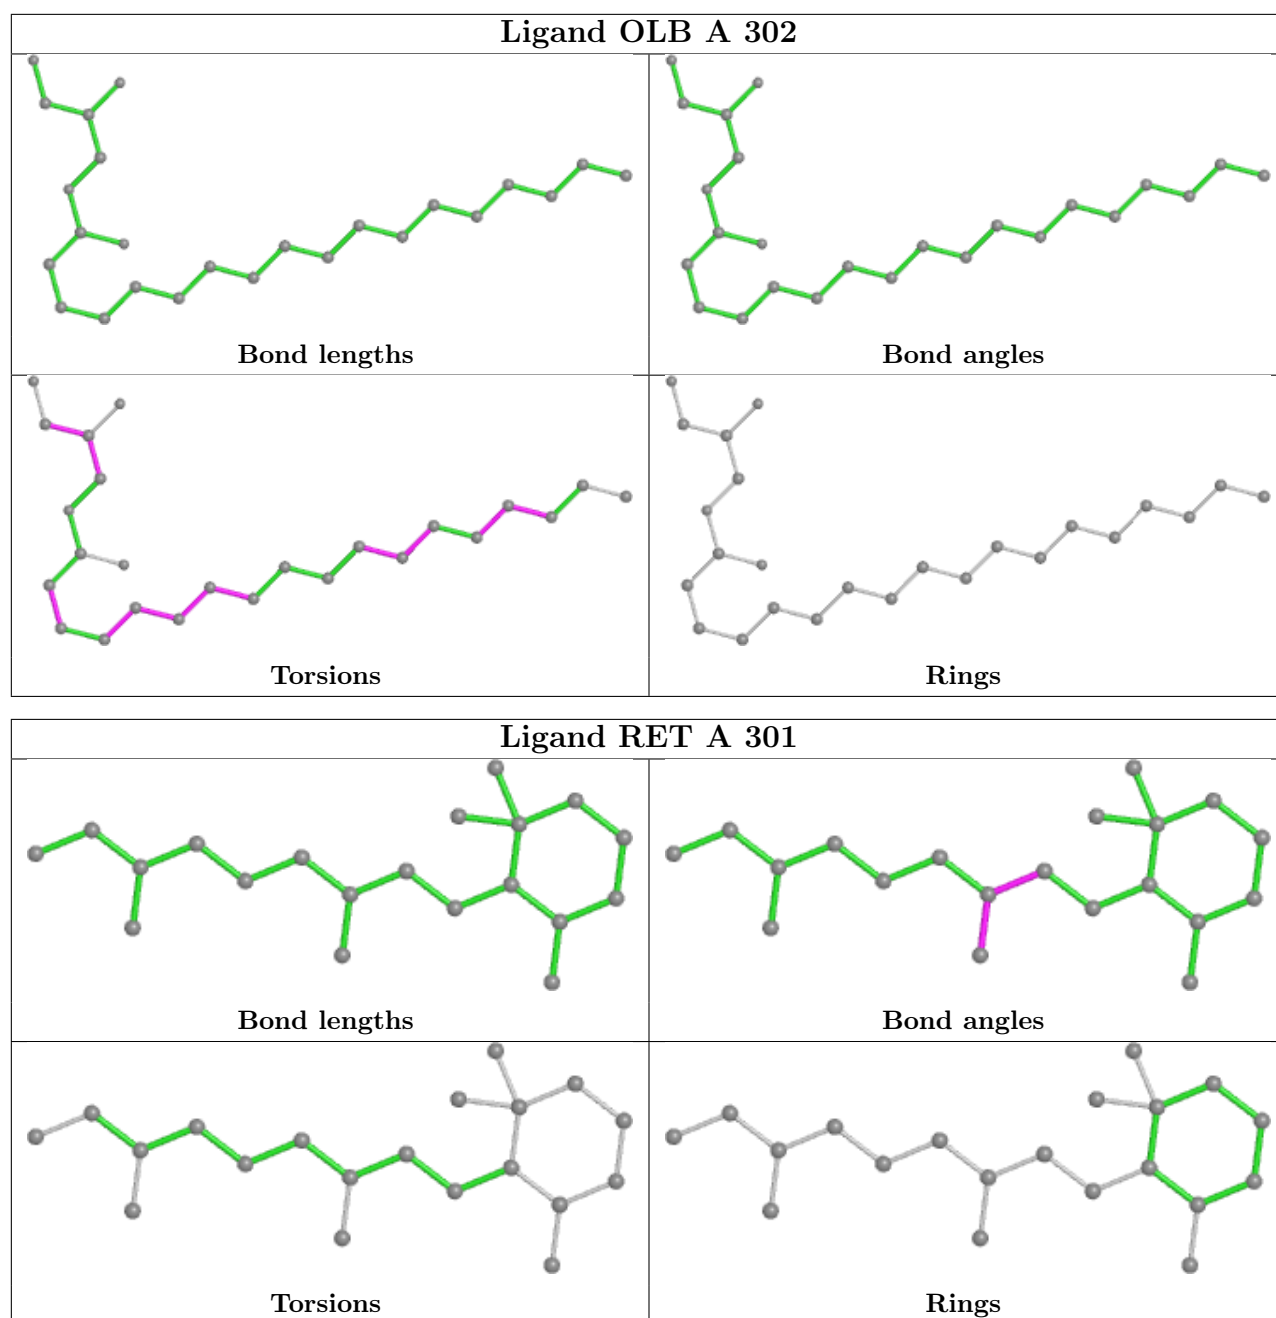 Ligand OLB A 302
Bond lengths
Bond angles
Torsions
Rings
Ligand RET A 301
Bond lengths
Bond angles
Torsions
Rings